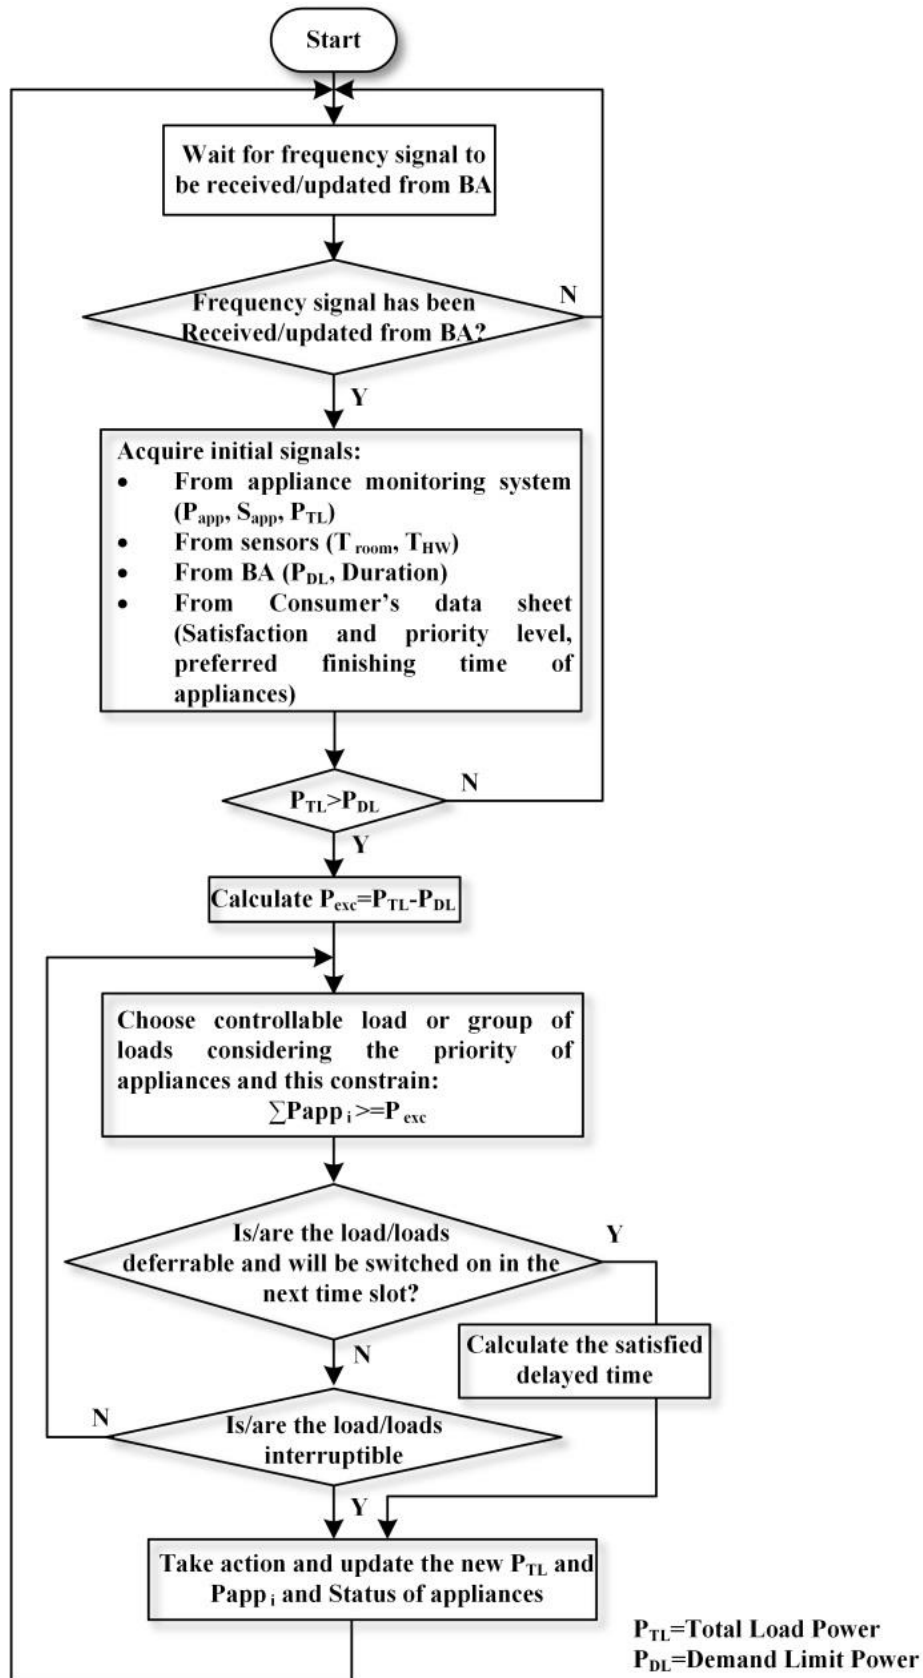 Start
Wait for frequency signal to
be received/updated from BA
Frequency signal has been
Received/updated from BA?
N
Y
Acquire initial signals:
• From appliance monitoring system
(Papp, Sapp, PTL)
• From sensors (T room, THW)
• From BA (PDL, Duration)
• From Consumer's data sheet
(Satisfaction and priority level,
preferred finishing time of
appliances)
PTL>PDL
N
Y
Calculate Pexc=PTL-PDL
Choose controllable load or group of
loads considering the priority of
appliances and this constrain:
∑Papp i >=P exc
Is/are the load/loads
deferrable and will be switched on in the
next time slot?
Y
N
Calculate the satisfied
delayed time
Is/are the load/loads
interruptible
N
Y
Take action and update the new PTL and
Papp i and Status of appliances
PTL=Total Load Power
PDL=Demand Limit Power